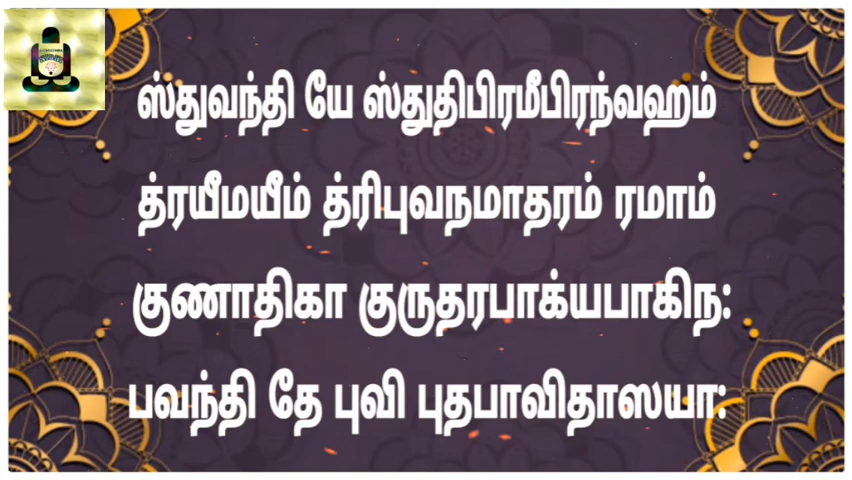 ஸ்துவந்தி யே ஸ்துதிபிரமீபிரந்வஹம்
த்ரயீமயீம் த்ரிபுவநமாதரம் ரமாம்
குணாதிகா குருதரபாக்யபாகிந:
பவந்தி தே புவி புதபாவிதாஸயா: